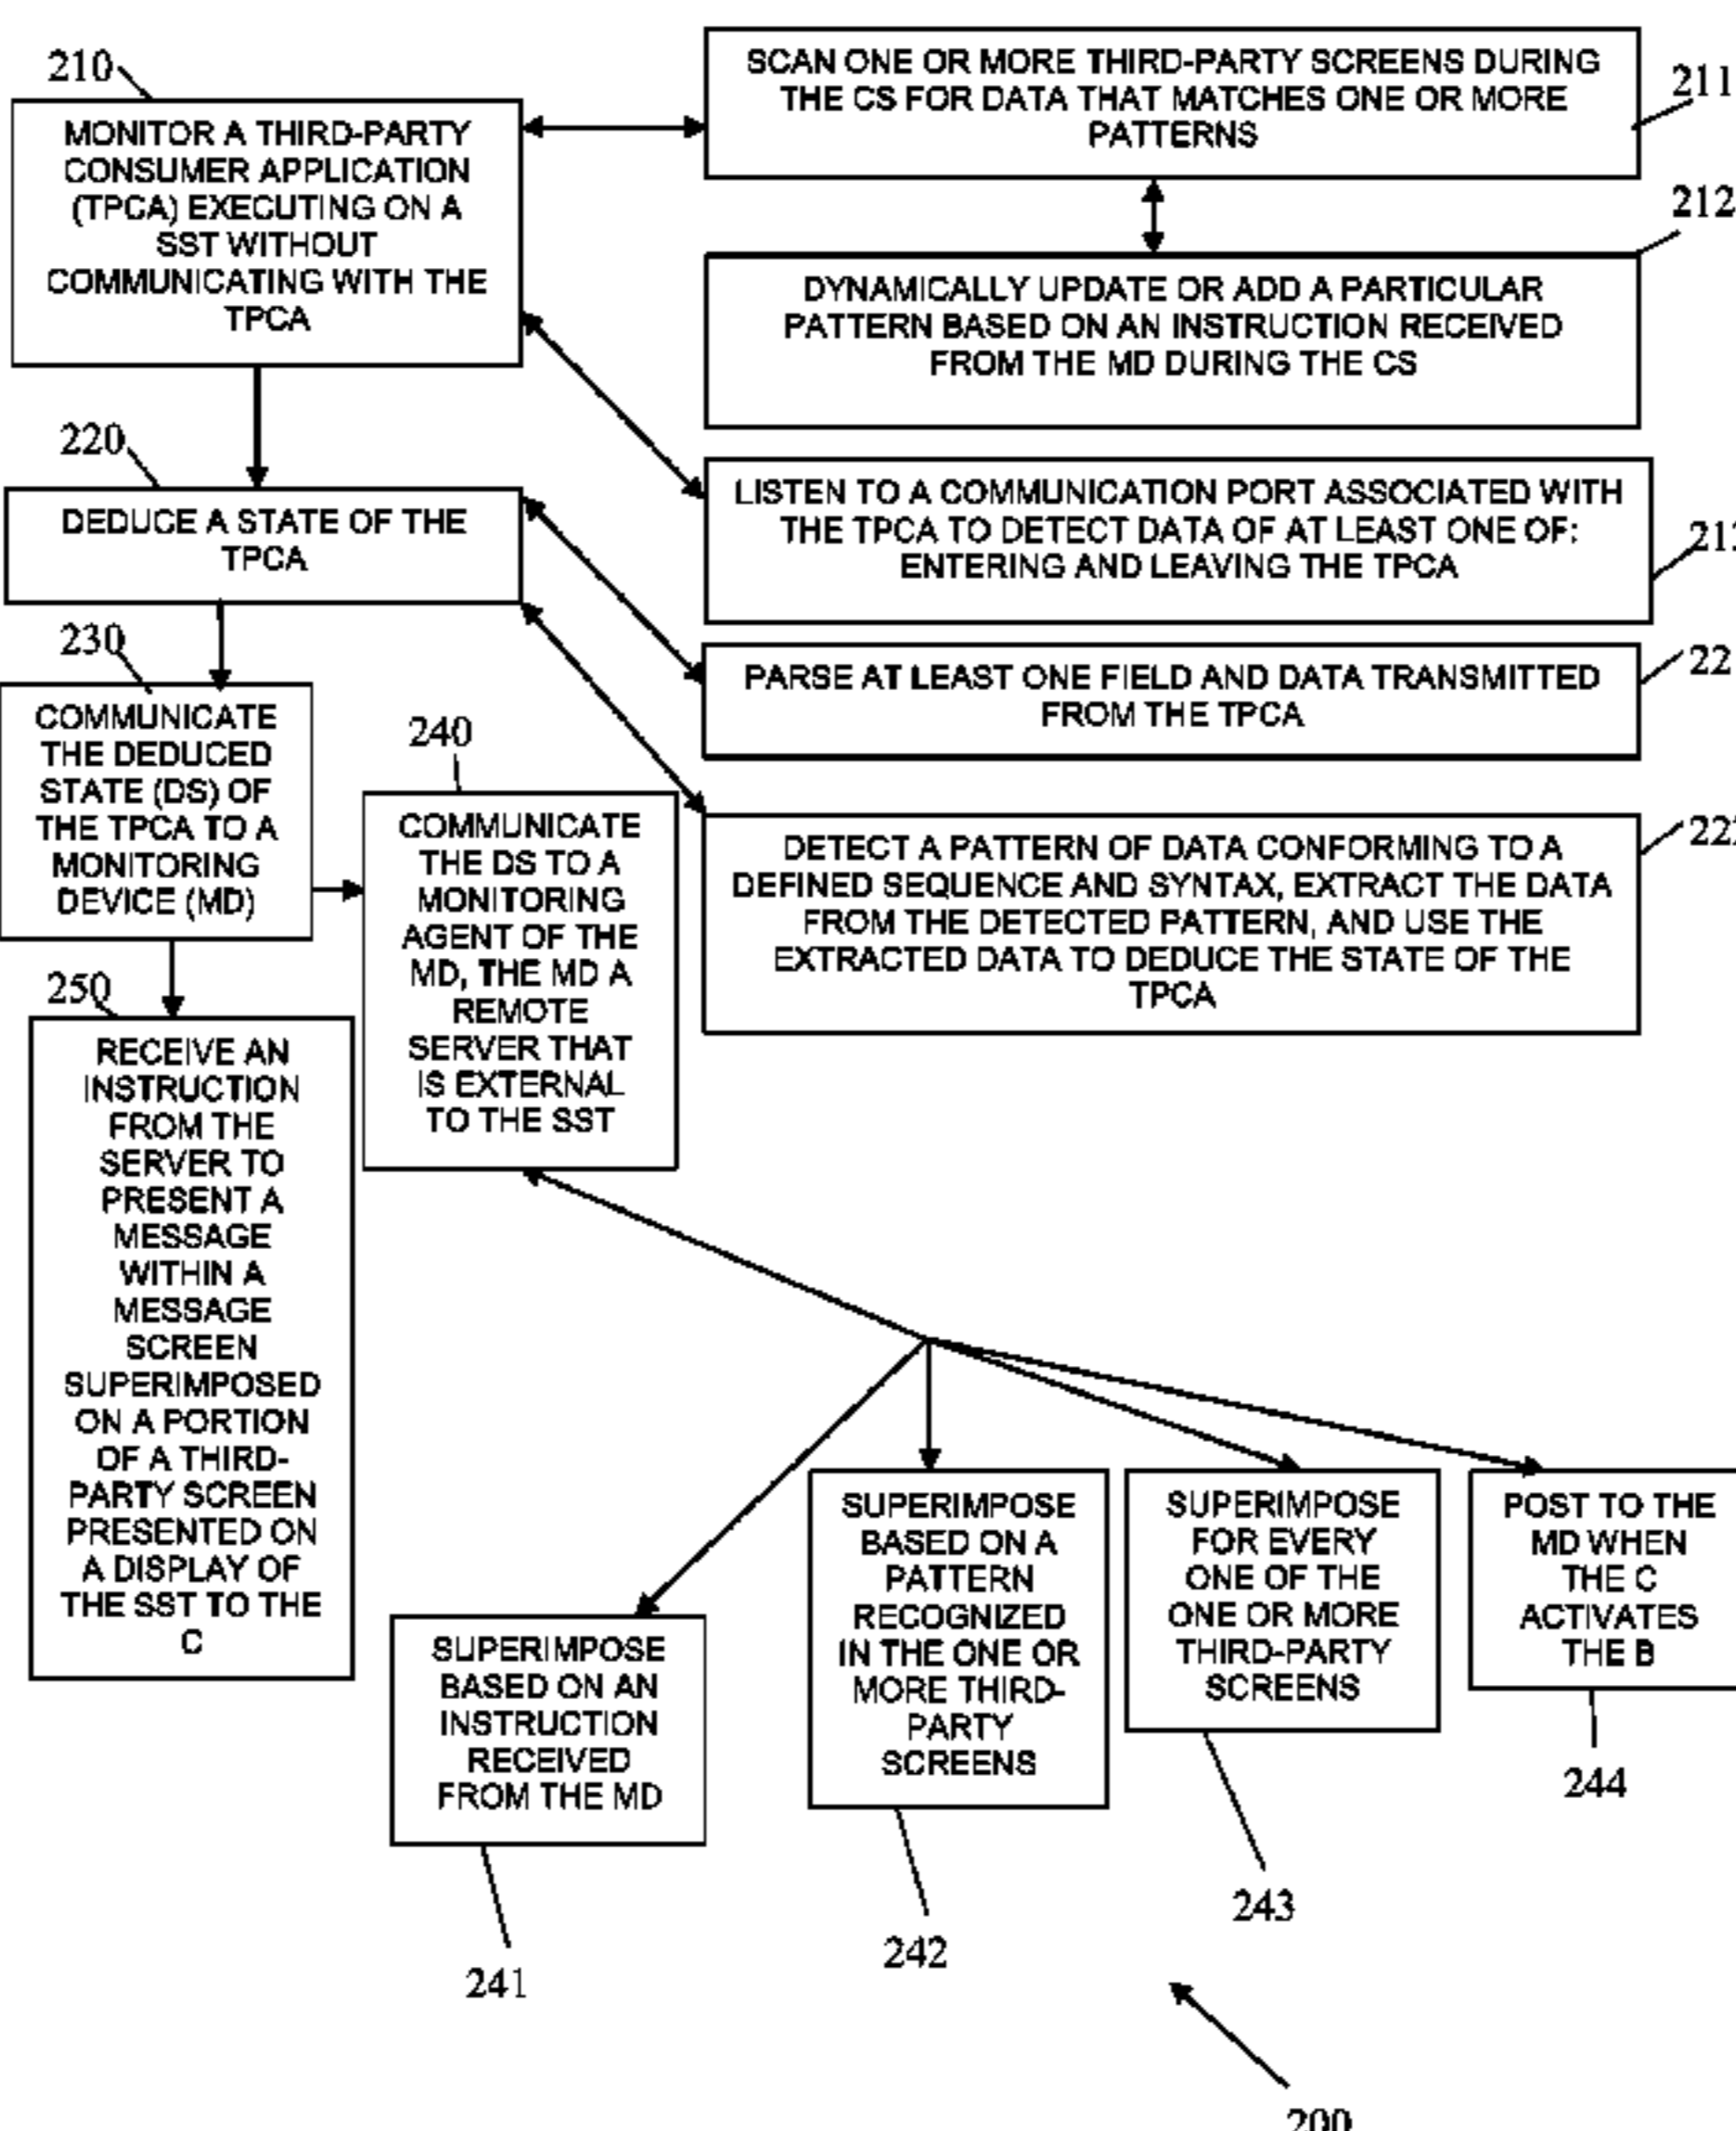 210
MONITOR A THIRD-PARTY
CONSUMER APPLICATION
(TPCA) EXECUTING ON A
SST WITHOUT
COMMUNICATING WITH THE
TPCA
SCAN ONE OR MORE THIRD-PARTY SCREENS DURING
THE CS FOR DATA THAT MATCHES ONE OR MORE
PATTERNS
211
212
DYNAMICALLY UPDATE OR ADD A PARTICULAR
PATTERN BASED ON AN INSTRUCTION RECEIVED
FROM THE MD DURING THE CS
220
DEDUCE A STATE OF THE
TPCA
LISTEN TO A COMMUNICATION PORT ASSOCIATED WITH
THE TPCA TO DETECT DATA OF AT LEAST ONE OF:
ENTERING AND LEAVING THE TPCA
PARSE AT LEAST ONE FIELD AND DATA TRANSMITTED
FROM THE TPCA
DETECT A PATTERN OF DATA CONFORMING TO A
DEFINED SEQUENCE AND SYNTAX, EXTRACT THE DATA
FROM THE DETECTED PATTERN, AND USE THE
EXTRACTED DATA TO DEDUCE THE STATE OF THE
TPCA
230
COMMUNICATE
THE DEDUCED
STATE (DS) OF
THE TPCA TO A
MONITORING
DEVICE (MD)
240
COMMUNICATE
THE DS TO A
MONITORING
AGENT OF THE
MD, THE MD A
REMOTE
SERVER THAT
IS EXTERNAL
TO THE SST
250
RECEIVE AN
INSTRUCTION
FROM THE
SERVER TO
PRESENT A
MESSAGE
WITHIN A
MESSAGE
SCREEN
SUPERIMPOSED
ON A PORTION
OF A THIRD-
PARTY SCREEN
PRESENTED ON
A DISPLAY OF
THE SST TO THE
C
SUPERIMPOSE
BASED ON AN
INSTRUCTION
RECEIVED
FROM THE MD
241
SUPERIMPOSE
BASED ON A
PATTERN
RECOGNIZED
IN THE ONE OR
MORE THIRD-
PARTY
SCREENS
242
SUPERIMPOSE
FOR EVERY
ONE OF THE
ONE OR MORE
THIRD-PARTY
SCREENS
243
POST TO THE
MD WHEN
THE C
ACTIVATES
THE B
244
200